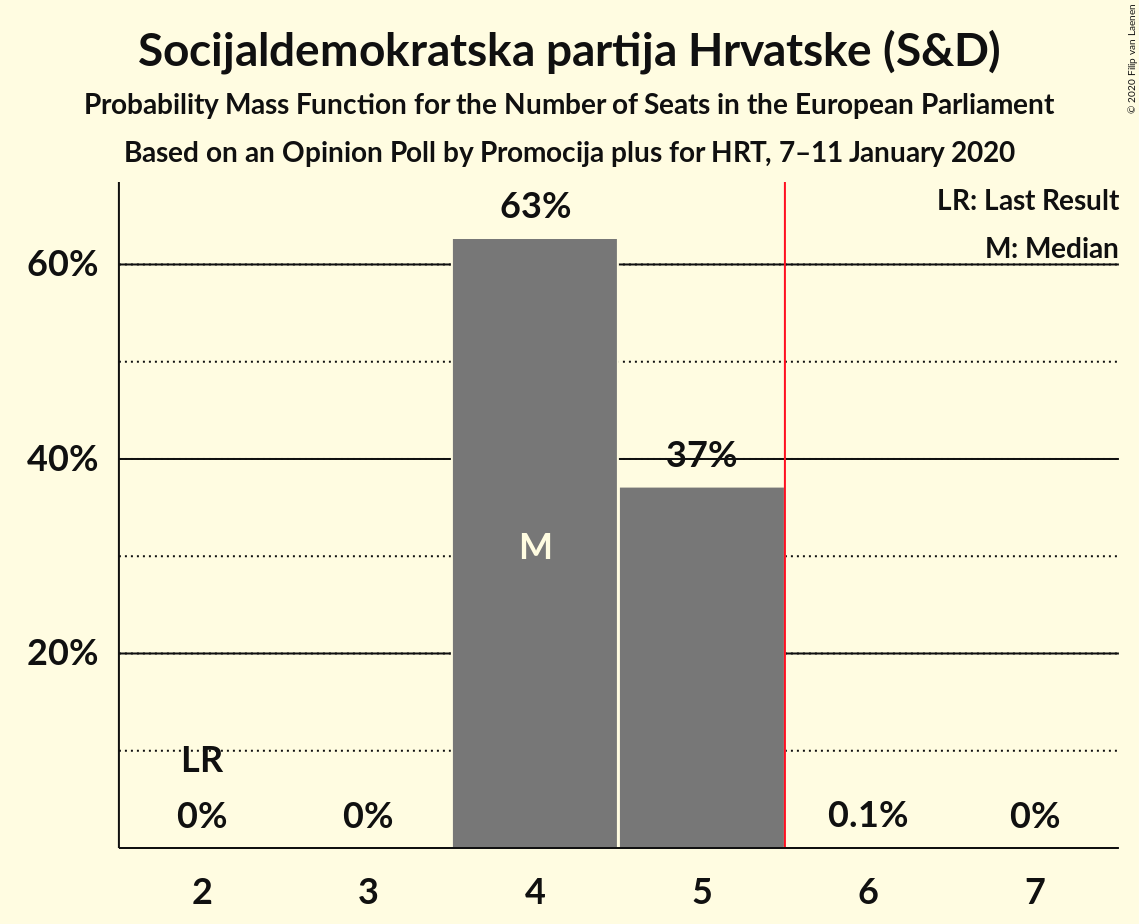 Socijaldemokratska partija Hrvatske (S&D)
Probability Mass Function for the Number of Seats in the European Parliament
Based on an Opinion Poll by Promocija plus for HRT, 7–11 January 2020
© 2020 Filip van Laenen
LR: Last Result
M: Median
63%
60%
40%
37%
M
20%
LR
0%
0%
0.1%
0%
2
3
4
5
6
7